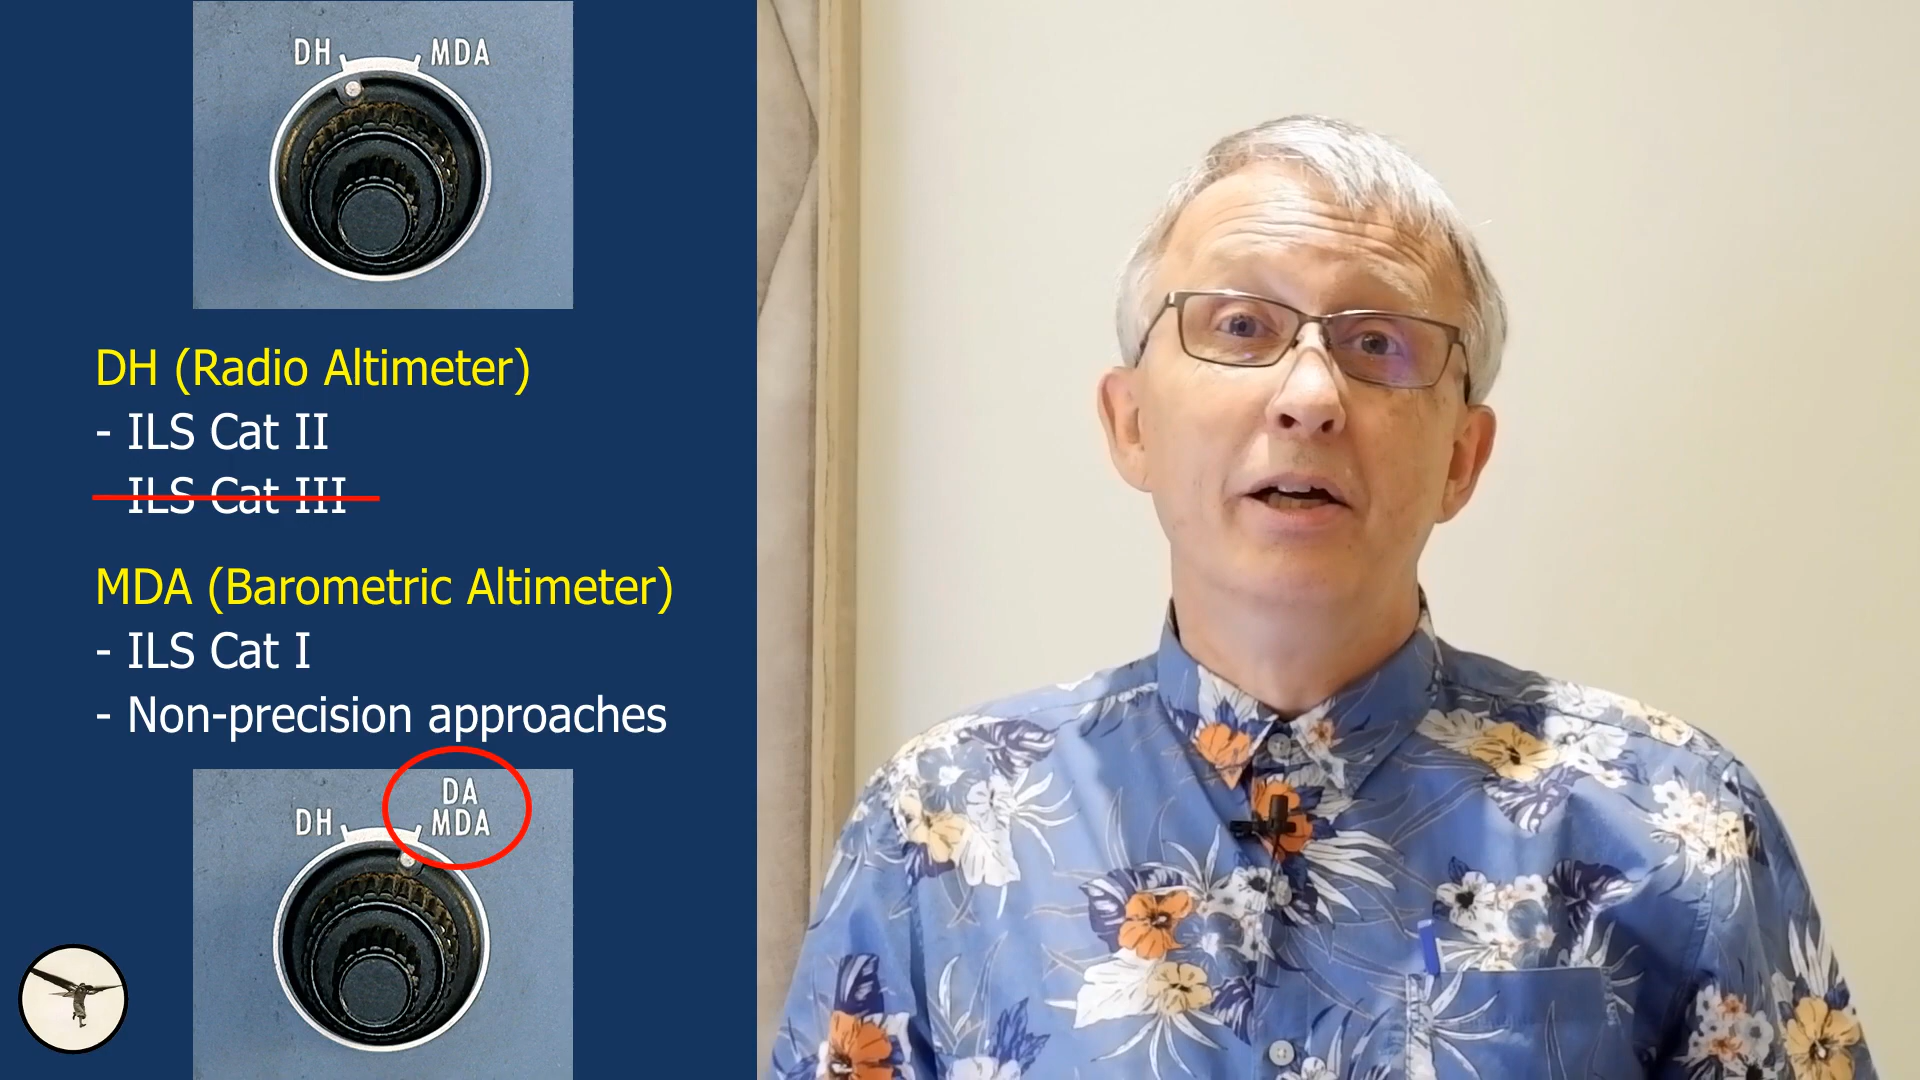 DH MDA
DH (Radio Altimeter)
- ILS Cat II
- ILS Cat III
MDA (Barometric Altimeter)
- ILS Cat I
- Non-precision approaches
DA
DH MDA